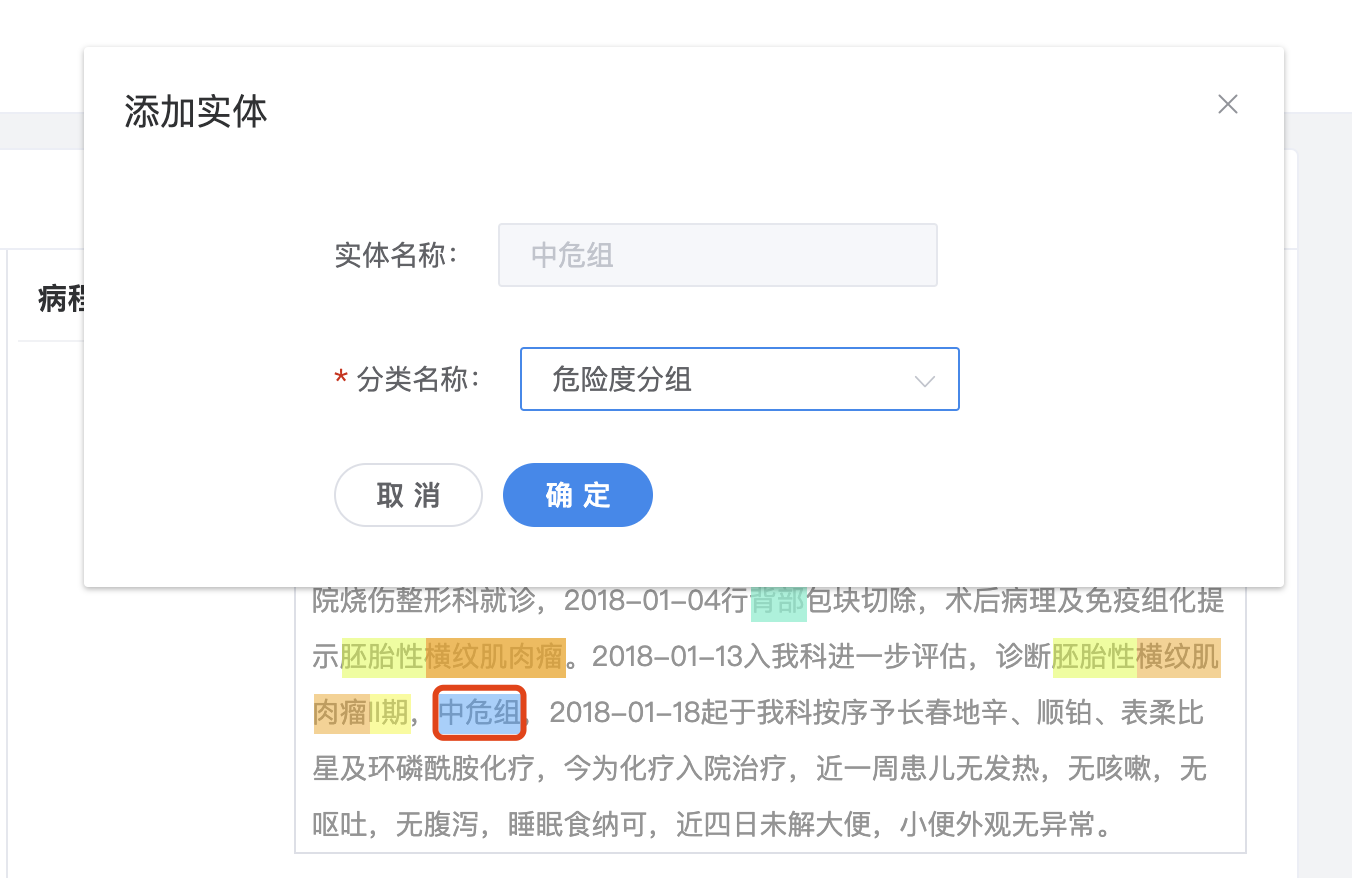 添加实体
实体名称：
中危组
* 分类名称：
危险度分组
病程
取 消
确 定
院烧伤整形科就诊，2018-01-04行背部包块切除，术后病理及免疫组化提
示胚胎性横纹肌肉瘤。2018-01-13入我科进一步评估，诊断胚胎性横纹肌
肉瘤II期，中危组，2018-01-18起于我科按序予长春地辛、顺铂、表柔比
星及环磷酰胺化疗，今为化疗入院治疗，近一周患儿无发热，无咳嗽，无
呕吐，无腹泻，睡眠食纳可，近四日未解大便，小便外观无异常。